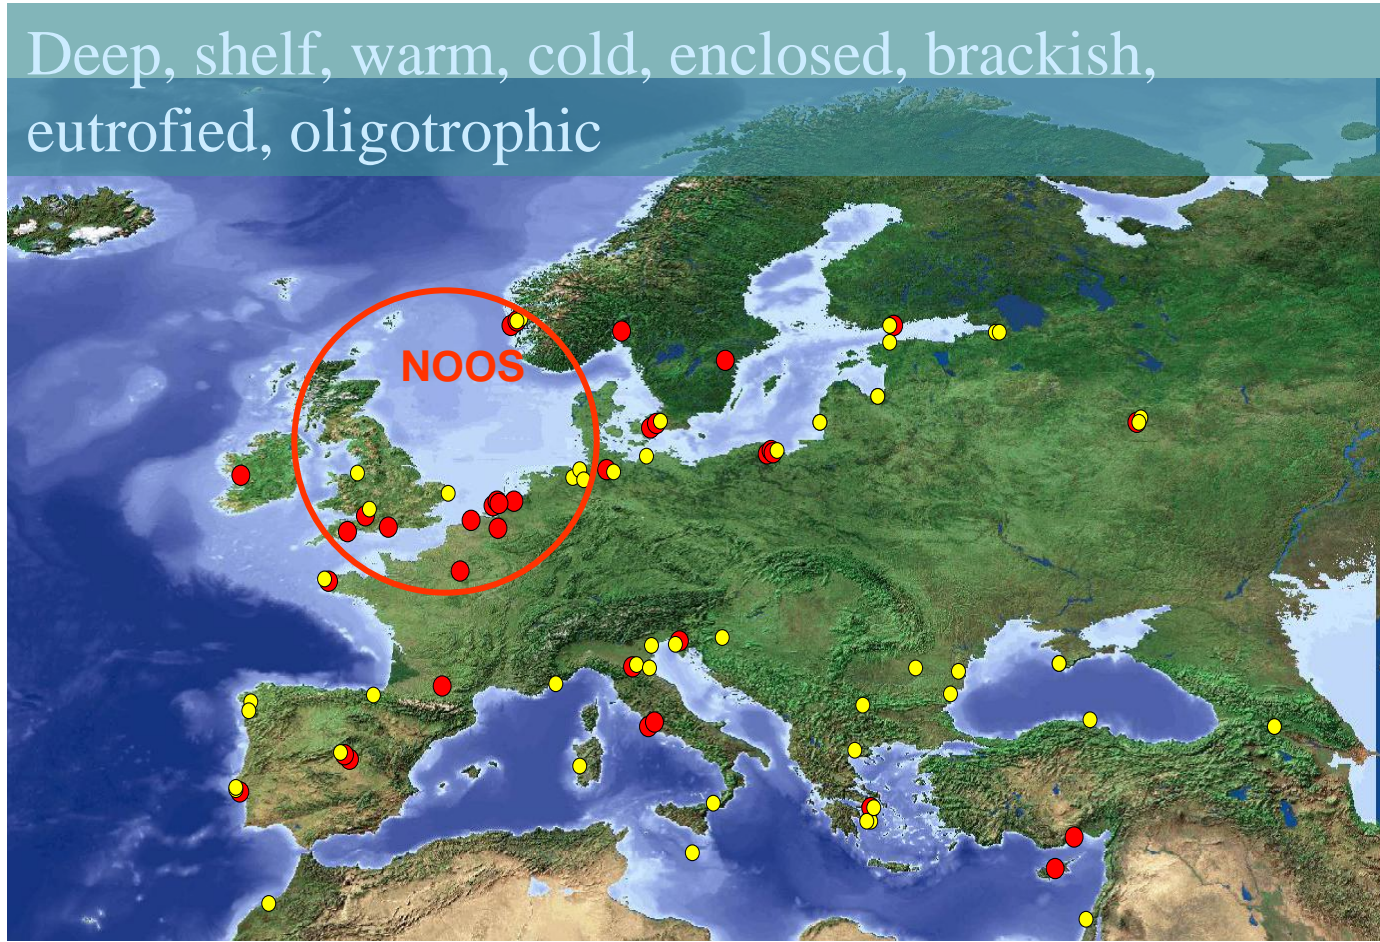 Deep, shelf, warm, cold, enclosed, brackish,
eutrofied, oligotrophic
NOOS